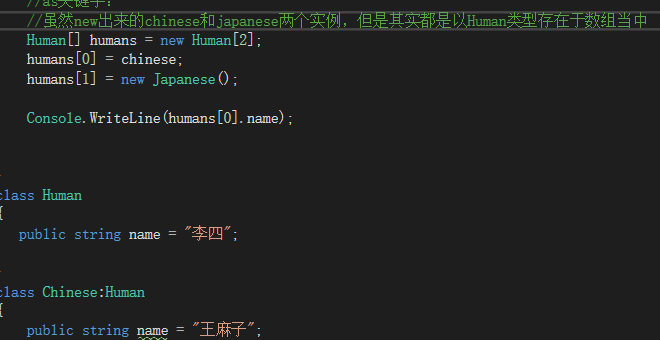 //as关键字:
//虽然new出来的chinese和japanese两个实例，但是其实都是以Human类型存在于数组当中
Human[] humans = new Human[2];
humans[0] = chinese;
humans[1] = new Japanese();
Console.WriteLine(humans[0].name);
class Human
{
public string name = "李四";
class Chinese:Human
{
public string name = "王麻子";